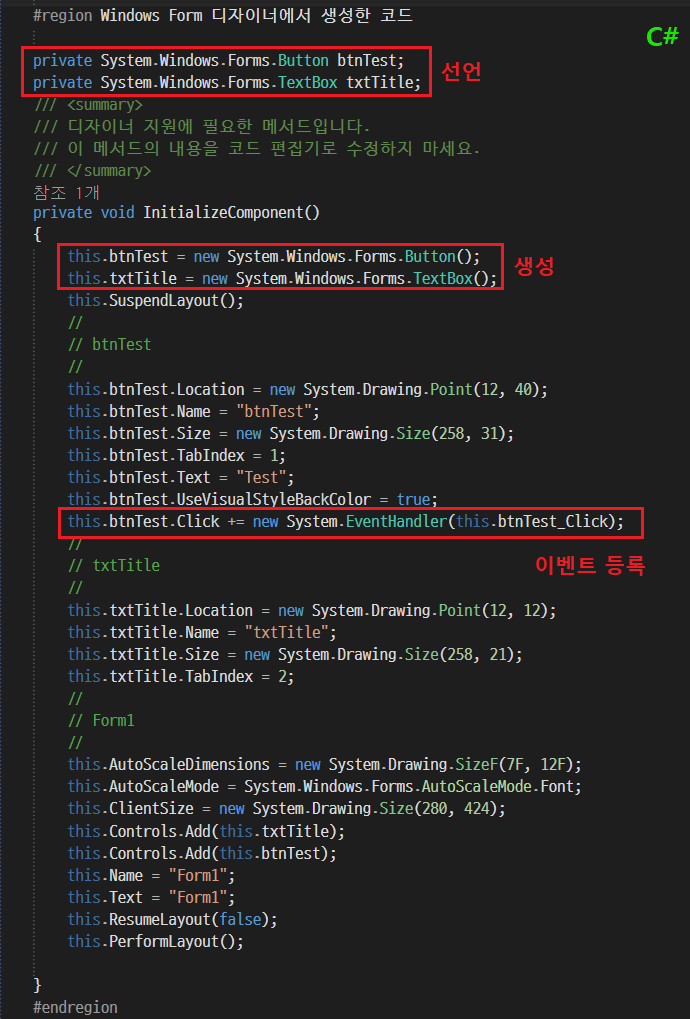 #region Windows Form 디자이너에서 생성한 코드
C#
private System.Windows.Forms.Button btnTest;
private System.Windows.Forms.TextBox txtTitle;
선언
/// <summary>
/// 디자이너 지원에 필요한 메서드입니다.
/// 이 메서드의 내용을 코드 편집기로 수정하지 마세요.
/// </summary>
참조 1개
private void InitializeComponent()
{
this.btnTest = new System.Windows.Forms.Button();
this.txtTitle = new System.Windows.Forms.TextBox();
생성
this.SuspendLayout();
//
// btnTest
//
this.btnTest.Location = new System.Drawing.Point(12, 40);
this.btnTest.Name = "btnTest";
this.btnTest.Size = new System.Drawing.Size(258, 31);
this.btnTest.TabIndex = 1;
this.btnTest.Text = "Test";
this.btnTest.UseVisualStyleBackColor = true;
this.btnTest.Click += new System.EventHandler(this.btnTest_Click);
//
이벤트 등록
// txtTitle
//
this.txtTitle.Location = new System.Drawing.Point(12, 12);
this.txtTitle.Name = "txtTitle";
this.txtTitle.Size = new System.Drawing.Size(258, 21);
this.txtTitle.TabIndex = 2;
//
// Form1
//
this.AutoScaleDimensions = new System.Drawing.SizeF(7F, 12F);
this.AutoScaleMode = System.Windows.Forms.AutoScaleMode.Font;
this.ClientSize = new System.Drawing.Size(280, 424);
this.Controls.Add(this.txtTitle);
this.Controls.Add(this.btnTest);
this.Name = "Form1";
this.Text = "Form1";
this.ResumeLayout(false);
this.PerformLayout();
}
#endregion